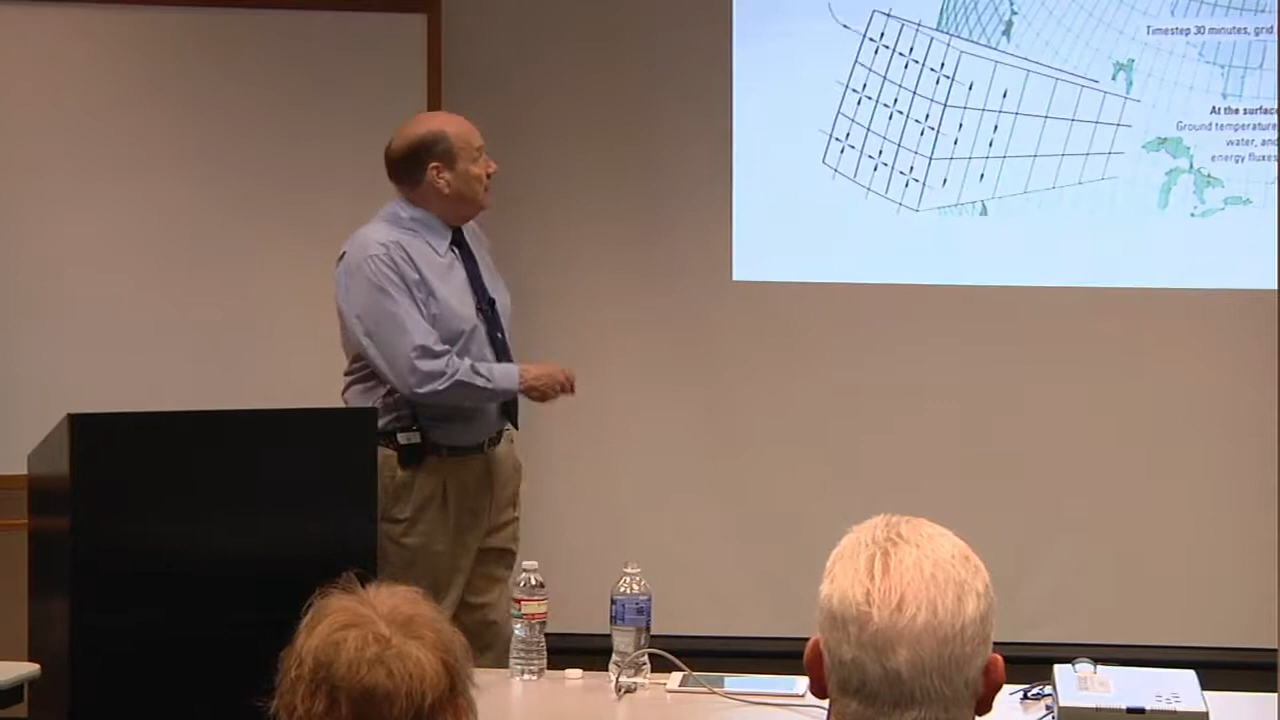 Timestep 30 minutes, grid
At the surface
Ground temperature,
water, and
energy fluxes